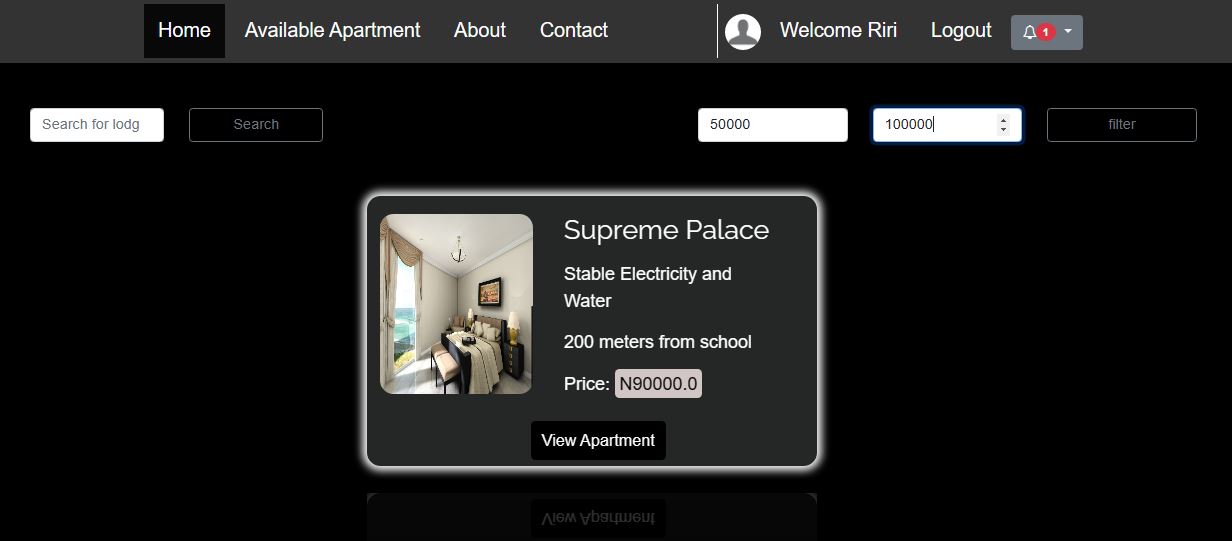 Home Available Apartment About Contact Welcome Riri Logout 1
Search for lodg Search 50000 100000 filter
Supreme Palace
Stable Electricity and
Water
200 meters from school
Price: N90000.0
View Apartment
View Apartment